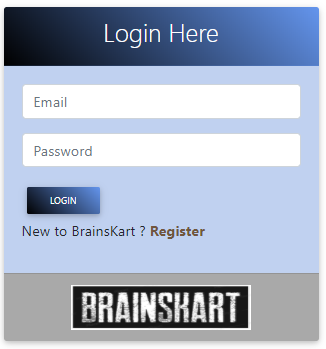 Login Here
Email
Password
LOGIN
New to BrainsKart ? Register
BRAINSKART